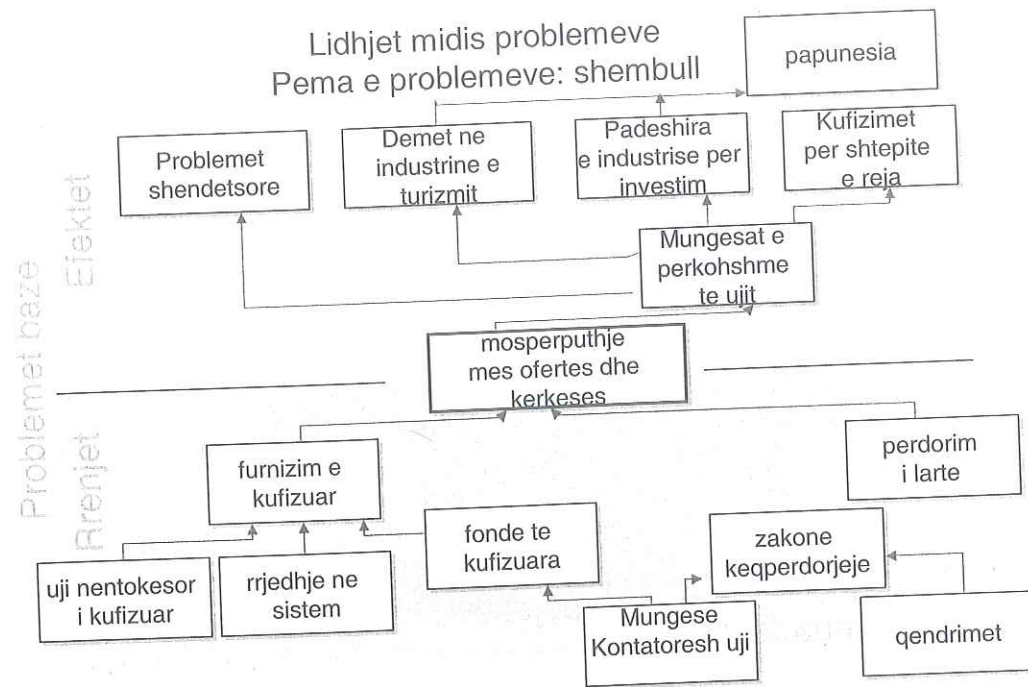 Lidhjet midis problemeve
Pema e problemeve: shembull
papunesia
Problemet
shendetsore
Demet ne
industrine e
turizmit
Padeshira
e industrise per
investim
Kufizimet
per shtepite
e reja
Mungesat e
perkohshme
te ujit
Efektet
Problemet baze
Rrenjet
mosperputhje
mes ofertes dhe
kerkeses
furnizim e
kufizuar
perdorim
i larte
fonde te
kufizuara
zakone
keqperdorjeje
uji nentokesor
i kufizuar
rrjedhje ne
sistem
Mungese
Kontatoresh uji
qendrimet